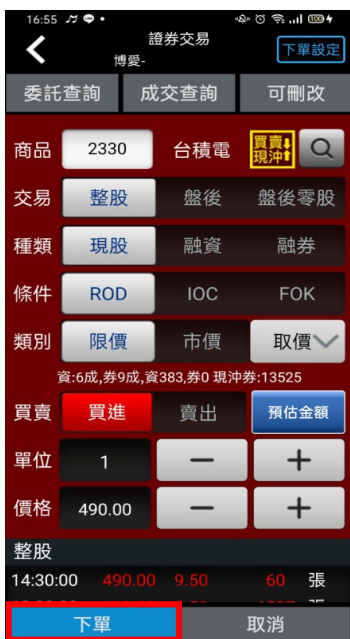 16:55
證券交易
博愛-
下單設定
委託查詢 成交查詢 可刪改
商品 2330 台積電 買賣現沖
交易 整股 盤後 盤後零股
種類 現股 融資 融券
條件 ROD IOC FOK
類別 限價 市價 取價
資:6成,券9成,資383,券0 現沖券:13525
買賣 買進 賣出 預估金額
單位 1 − +
價格 490.00 − +
整股
14:30:00 490.00 9.50 60 張
下單 取消